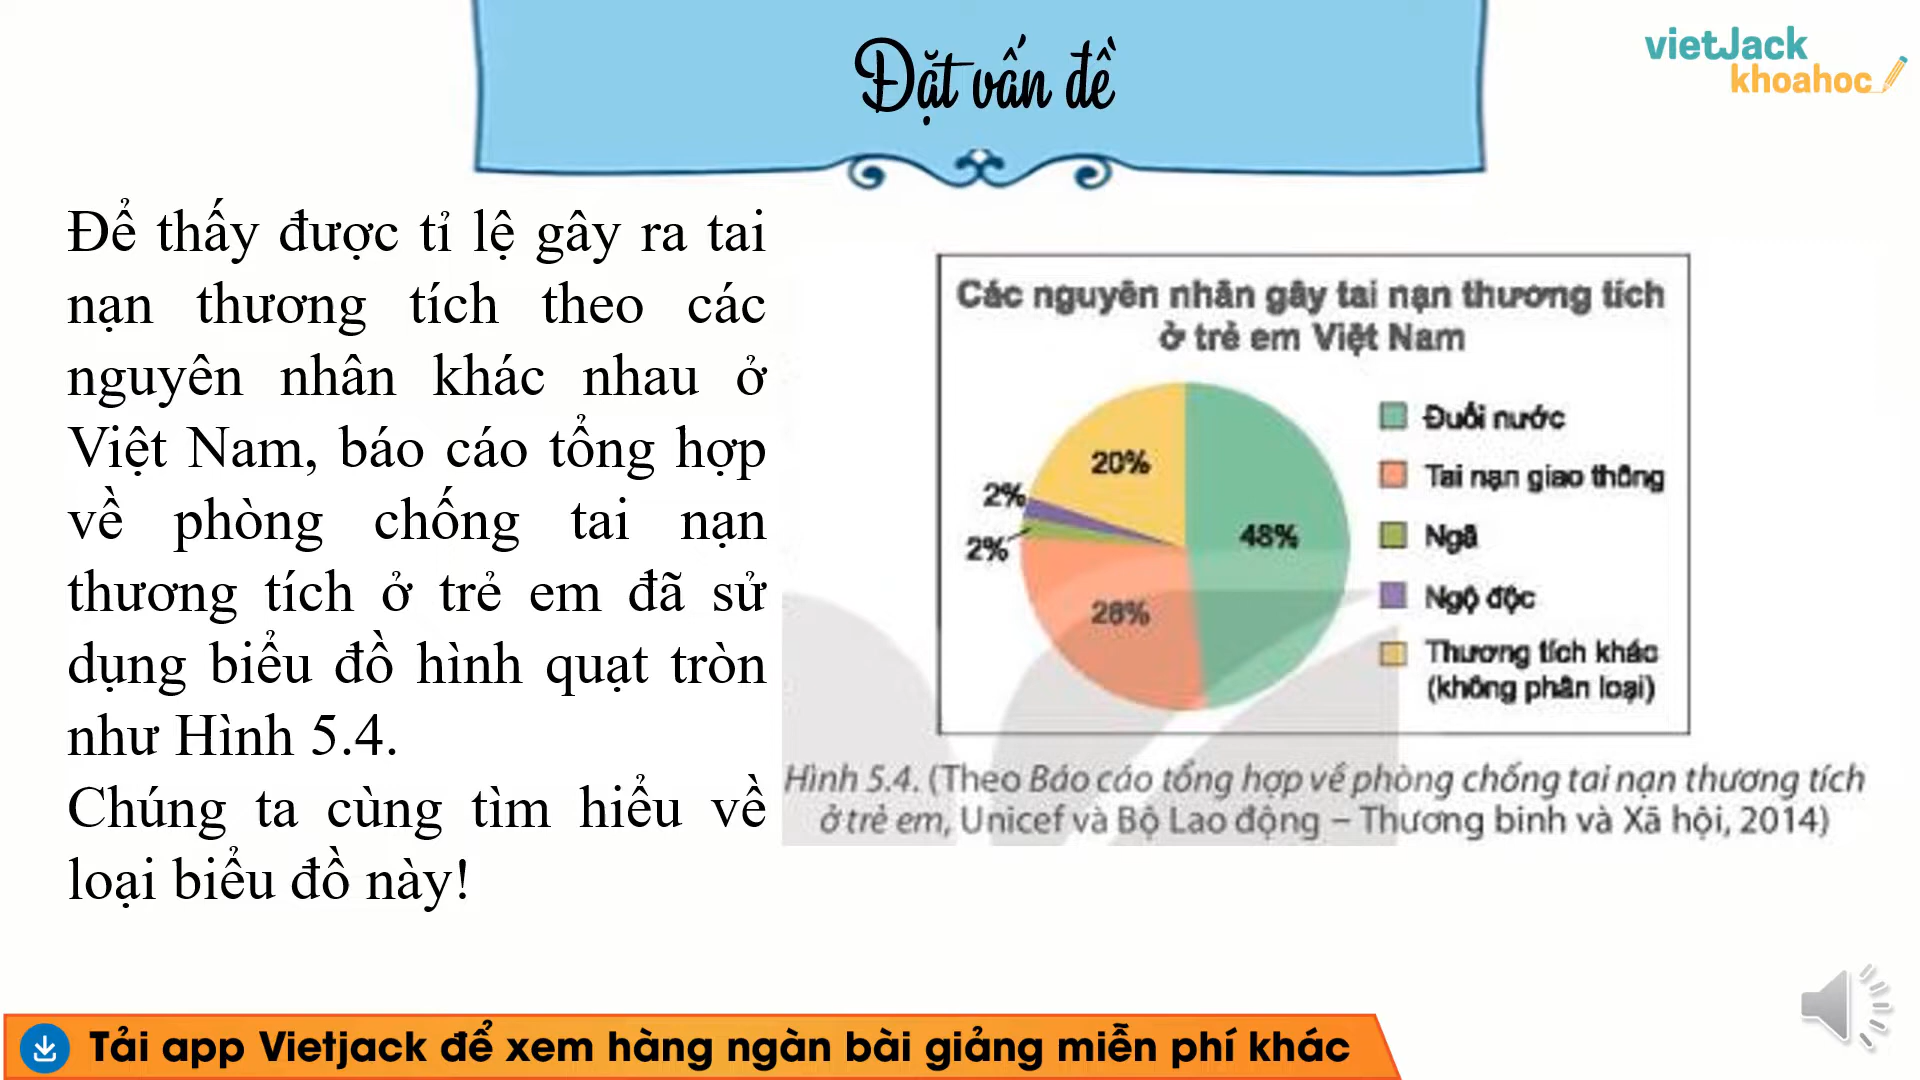 Đặt vấn đề
vietJack
khoahoc
Để thấy được tỉ lệ gây ra tai
nạn thương tích theo các
nguyên nhân khác nhau ở
Việt Nam, báo cáo tổng hợp
về phòng chống tai nạn
thương tích ở trẻ em đã sử
dụng biểu đồ hình quạt tròn
như Hình 5.4.
Chúng ta cùng tìm hiểu về
loại biểu đồ này!
Các nguyên nhân gây tai nạn thương tích
ở trẻ em Việt Nam
20%
2%
2%
48%
28%
Đuối nước
Tai nạn giao thông
Ngã
Ngộ độc
Thương tích khác
(không phân loại)
Hình 5.4. (Theo Báo cáo tổng hợp về phòng chống tai nạn thương tích
ở trẻ em, Unicef và Bộ Lao động – Thương binh và Xã hội, 2014)
Tải app Vietjack để xem hàng ngàn bài giảng miễn phí khác